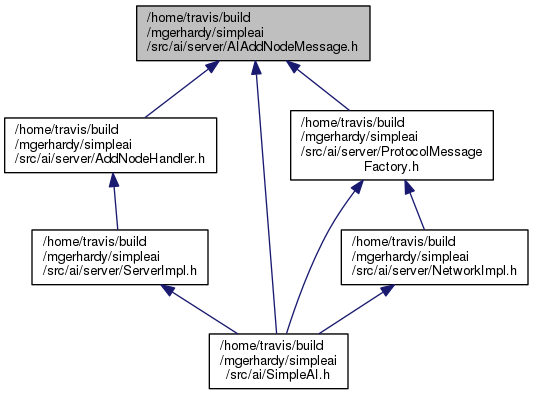 /home/travis/build
/mgerhardy/simpleai
/src/ai/server/AIAddNodeMessage.h
/home/travis/build
/mgerhardy/simpleai
/src/ai/server/AddNodeHandler.h
/home/travis/build
/mgerhardy/simpleai
/src/ai/server/ProtocolMessage
Factory.h
/home/travis/build
/mgerhardy/simpleai
/src/ai/server/ServerImpl.h
/home/travis/build
/mgerhardy/simpleai
/src/ai/server/NetworkImpl.h
/home/travis/build
/mgerhardy/simpleai
/src/ai/SimpleAI.h